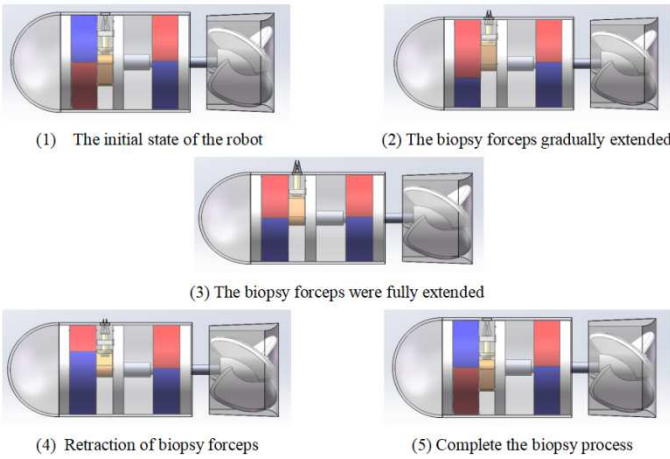 (1) The initial state of the robot
(2) The biopsy forceps gradually extended
(3) The biopsy forceps were fully extended
(4) Retraction of biopsy forceps
(5) Complete the biopsy process